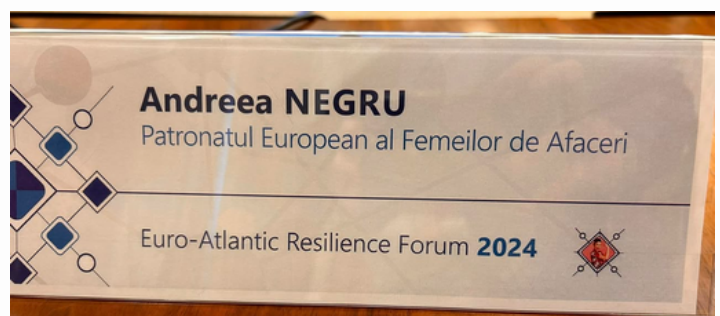 Andreea NEGRU
Patronatul European al Femeilor de Afaceri
Euro-Atlantic Resilience Forum 2024